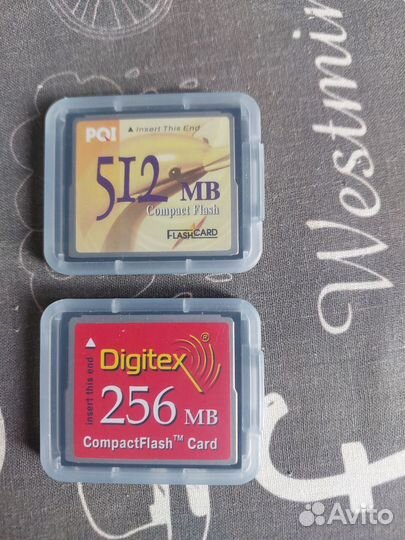 PQI
▲ Insert This End
512 MB
Compact Flash
FLASHCARD
insert this end ▲
Digitex®
256 MB
CompactFlash™ Card
Westmin
Avito